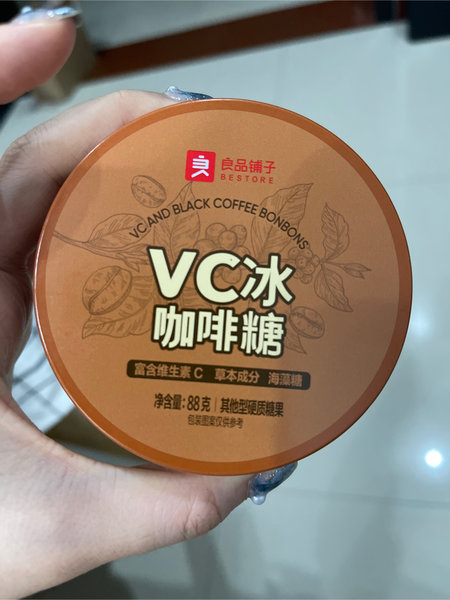 良品铺子
BESTORE
VC AND BLACK COFFEE BONBONS
VC冰
咖啡糖
富含维生素 C 草本成分 海藻糖
净含量:88克|其他型硬质糖果
包装图案仅供参考